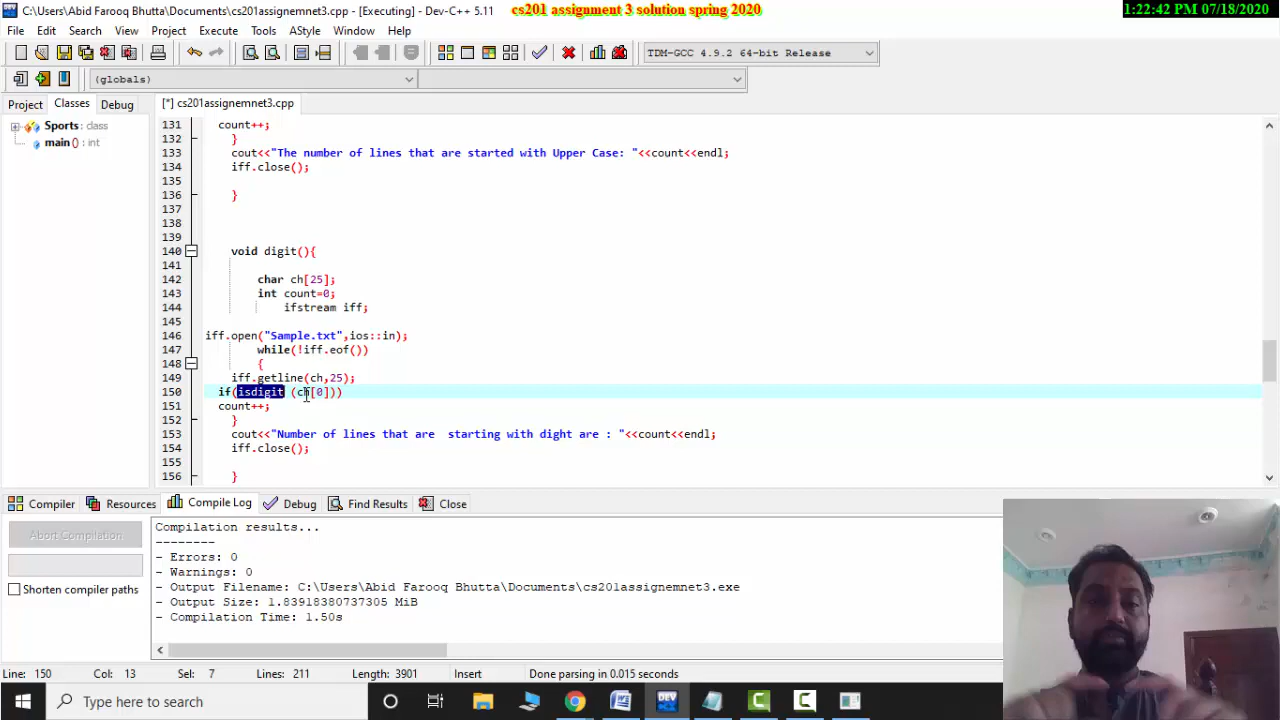 C:\Users\Abid Farooq Bhutta\Documents\cs201assignemnet3.cpp - [Executing] - Dev-C++ 5.11
cs201 assignment 3 solution spring 2020
1:22:42 PM 07/18/2020
File Edit Search View Project Execute Tools AStyle Window Help
TDM-GCC 4.9.2 64-bit Release
(globals)
Project Classes Debug
[*] cs201assignemnet3.cpp
Sports: class
main() : int
131 count++;
132 }
133 cout<<"The number of lines that are started with Upper Case: "<<count<<endl;
134 iff.close();
135
136 }
137
138
139
140 void digit(){
141
142 char ch[25];
143 int count=0;
144 ifstream iff;
145
146 iff.open("Sample.txt",ios::in);
147 while(!iff.eof())
148 {
149 iff.getline(ch,25);
150 if(isdigit (ch[0]))
151 count++;
152 }
153 cout<<"Number of lines that are  starting with dight are : "<<count<<endl;
154 iff.close();
155
156 }
Compiler Resources Compile Log Debug Find Results Close
Abort Compilation
Shorten compiler paths
Compilation results...
--------
- Errors: 0
- Warnings: 0
- Output Filename: C:\Users\Abid Farooq Bhutta\Documents\cs201assignemnet3.exe
- Output Size: 1.83918380737305 MiB
- Compilation Time: 1.50s
Line: 150 Col: 13 Sel: 7 Lines: 211 Length: 3901 Insert Done parsing in 0.015 seconds
Type here to search
DEV